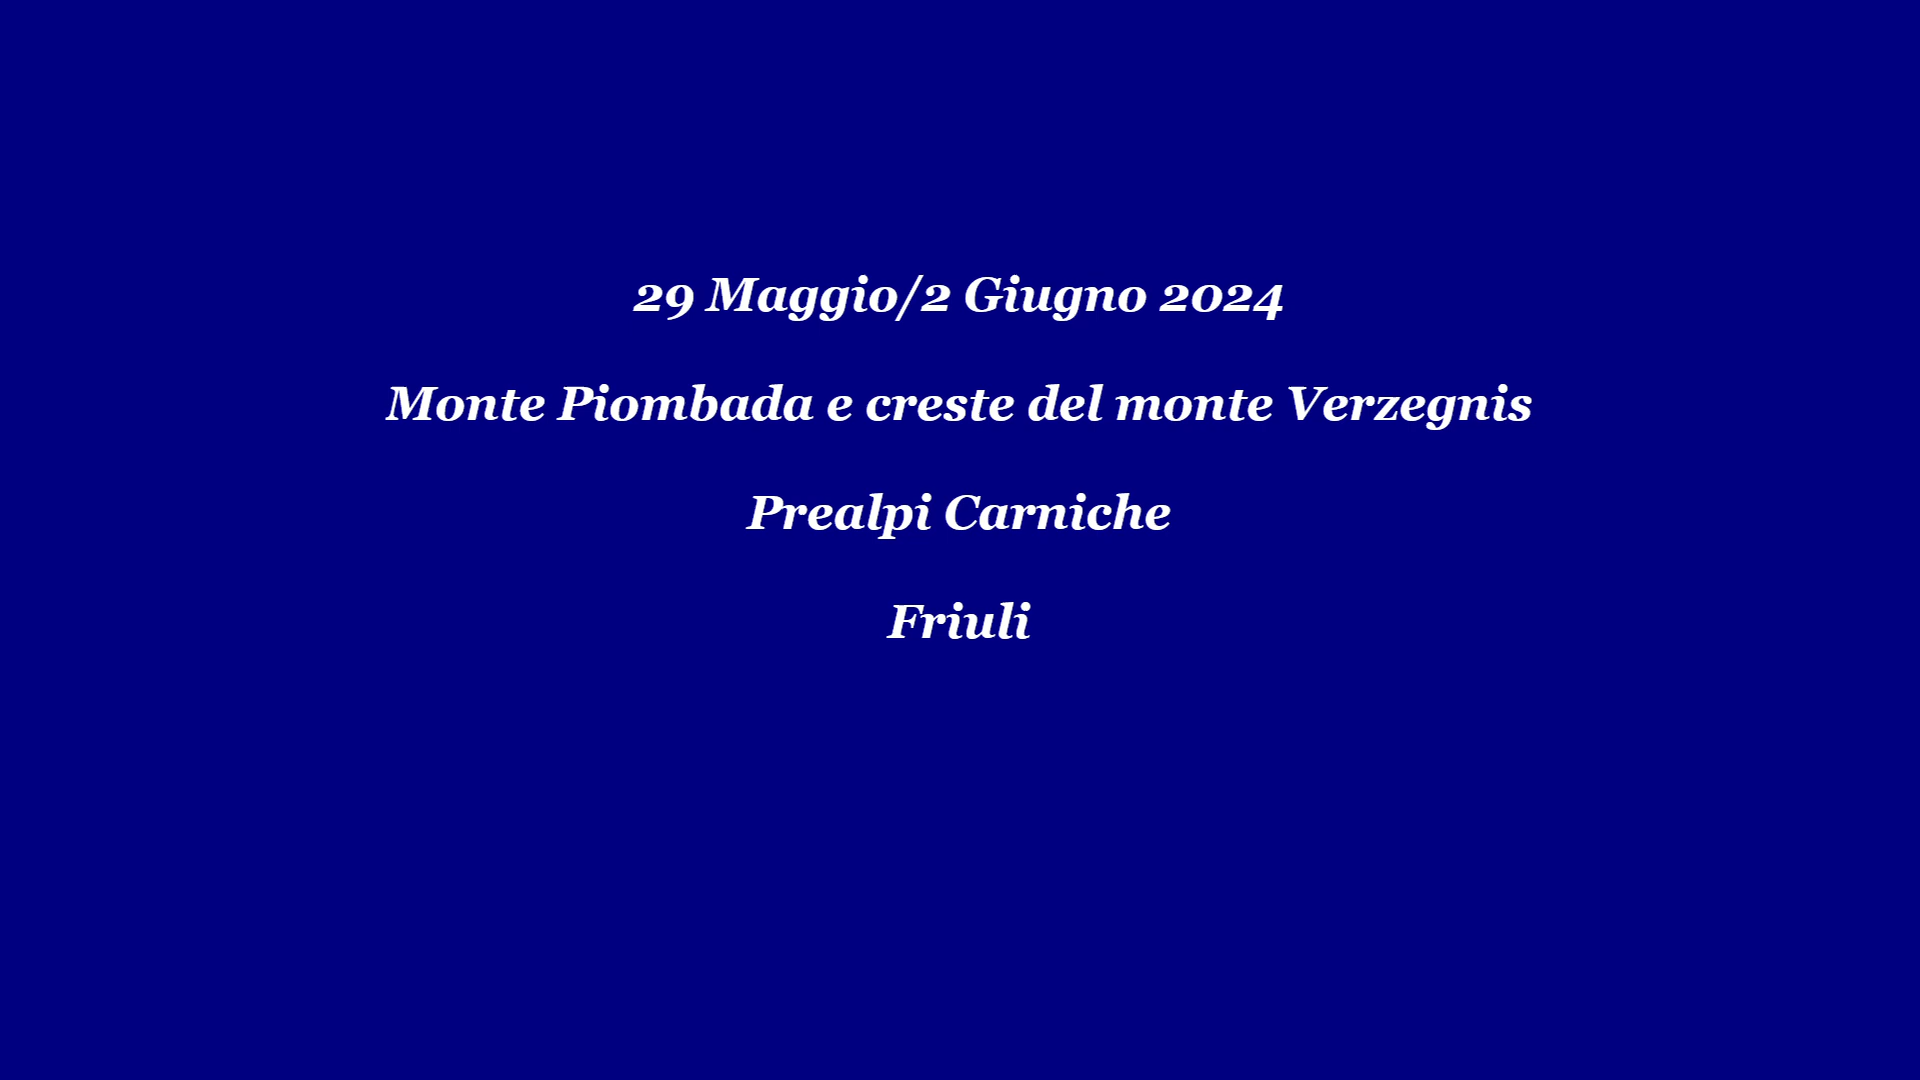 29 Maggio/2 Giugno 2024
Monte Piombada e creste del monte Verzegnis
Prealpi Carniche
Friuli